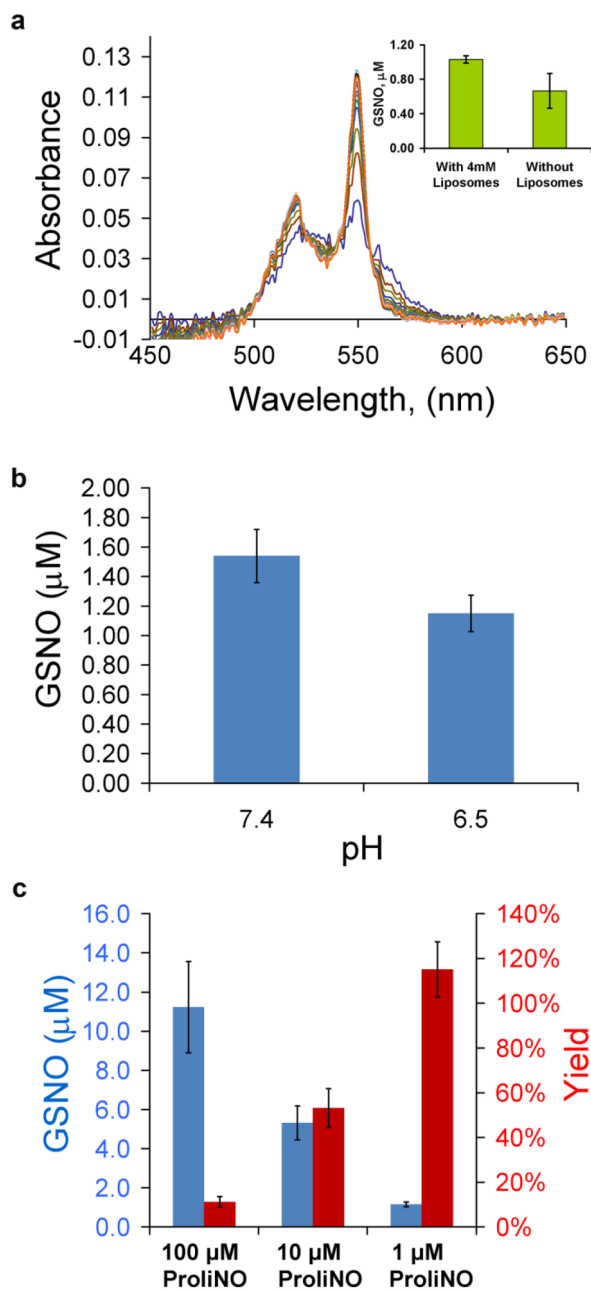 a
Absorbance
0.13
0.11
0.09
0.07
0.05
0.03
0.01
-0.01
450
500
550
600
650
Wavelength, (nm)
GSNO, μM
1.20
0.80
0.40
0.00
With 4mM
Liposomes
Without
Liposomes
b
GSNO (μM)
2.00
1.80
1.60
1.40
1.20
1.00
0.80
0.60
0.40
0.20
0.00
7.4
6.5
pH
c
GSNO (μM)
16.0
14.0
12.0
10.0
8.0
6.0
4.0
2.0
0.0
140%
120%
100%
80%
60%
40%
20%
0%
Yield
100 μM
ProliNO
10 μM
ProliNO
1 μM
ProliNO